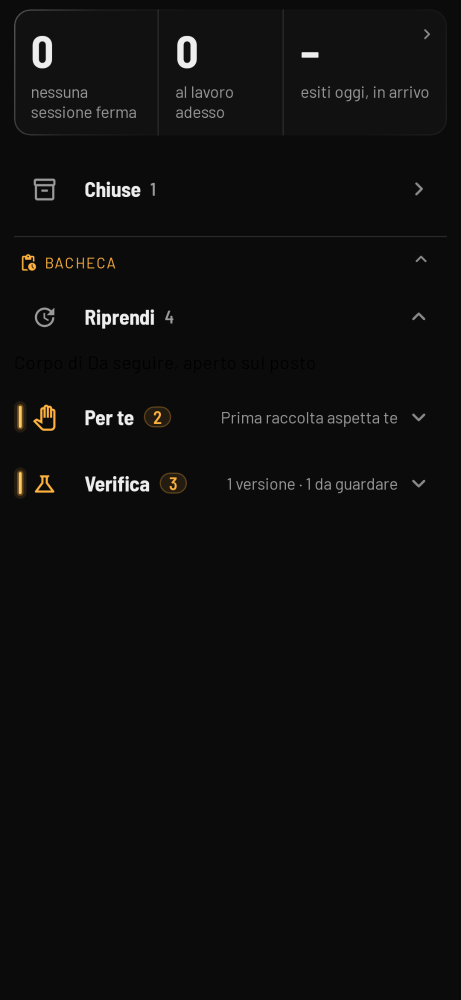 0
nessuna
sessione ferma
0
al lavoro
adesso
–
esiti oggi, in arrivo
Chiuse 1
BACHECA
Riprendi 4
Corpo di Da seguire, aperto sul posto
Per te 2 Prima raccolta aspetta te
Verifica 3 1 versione · 1 da guardare